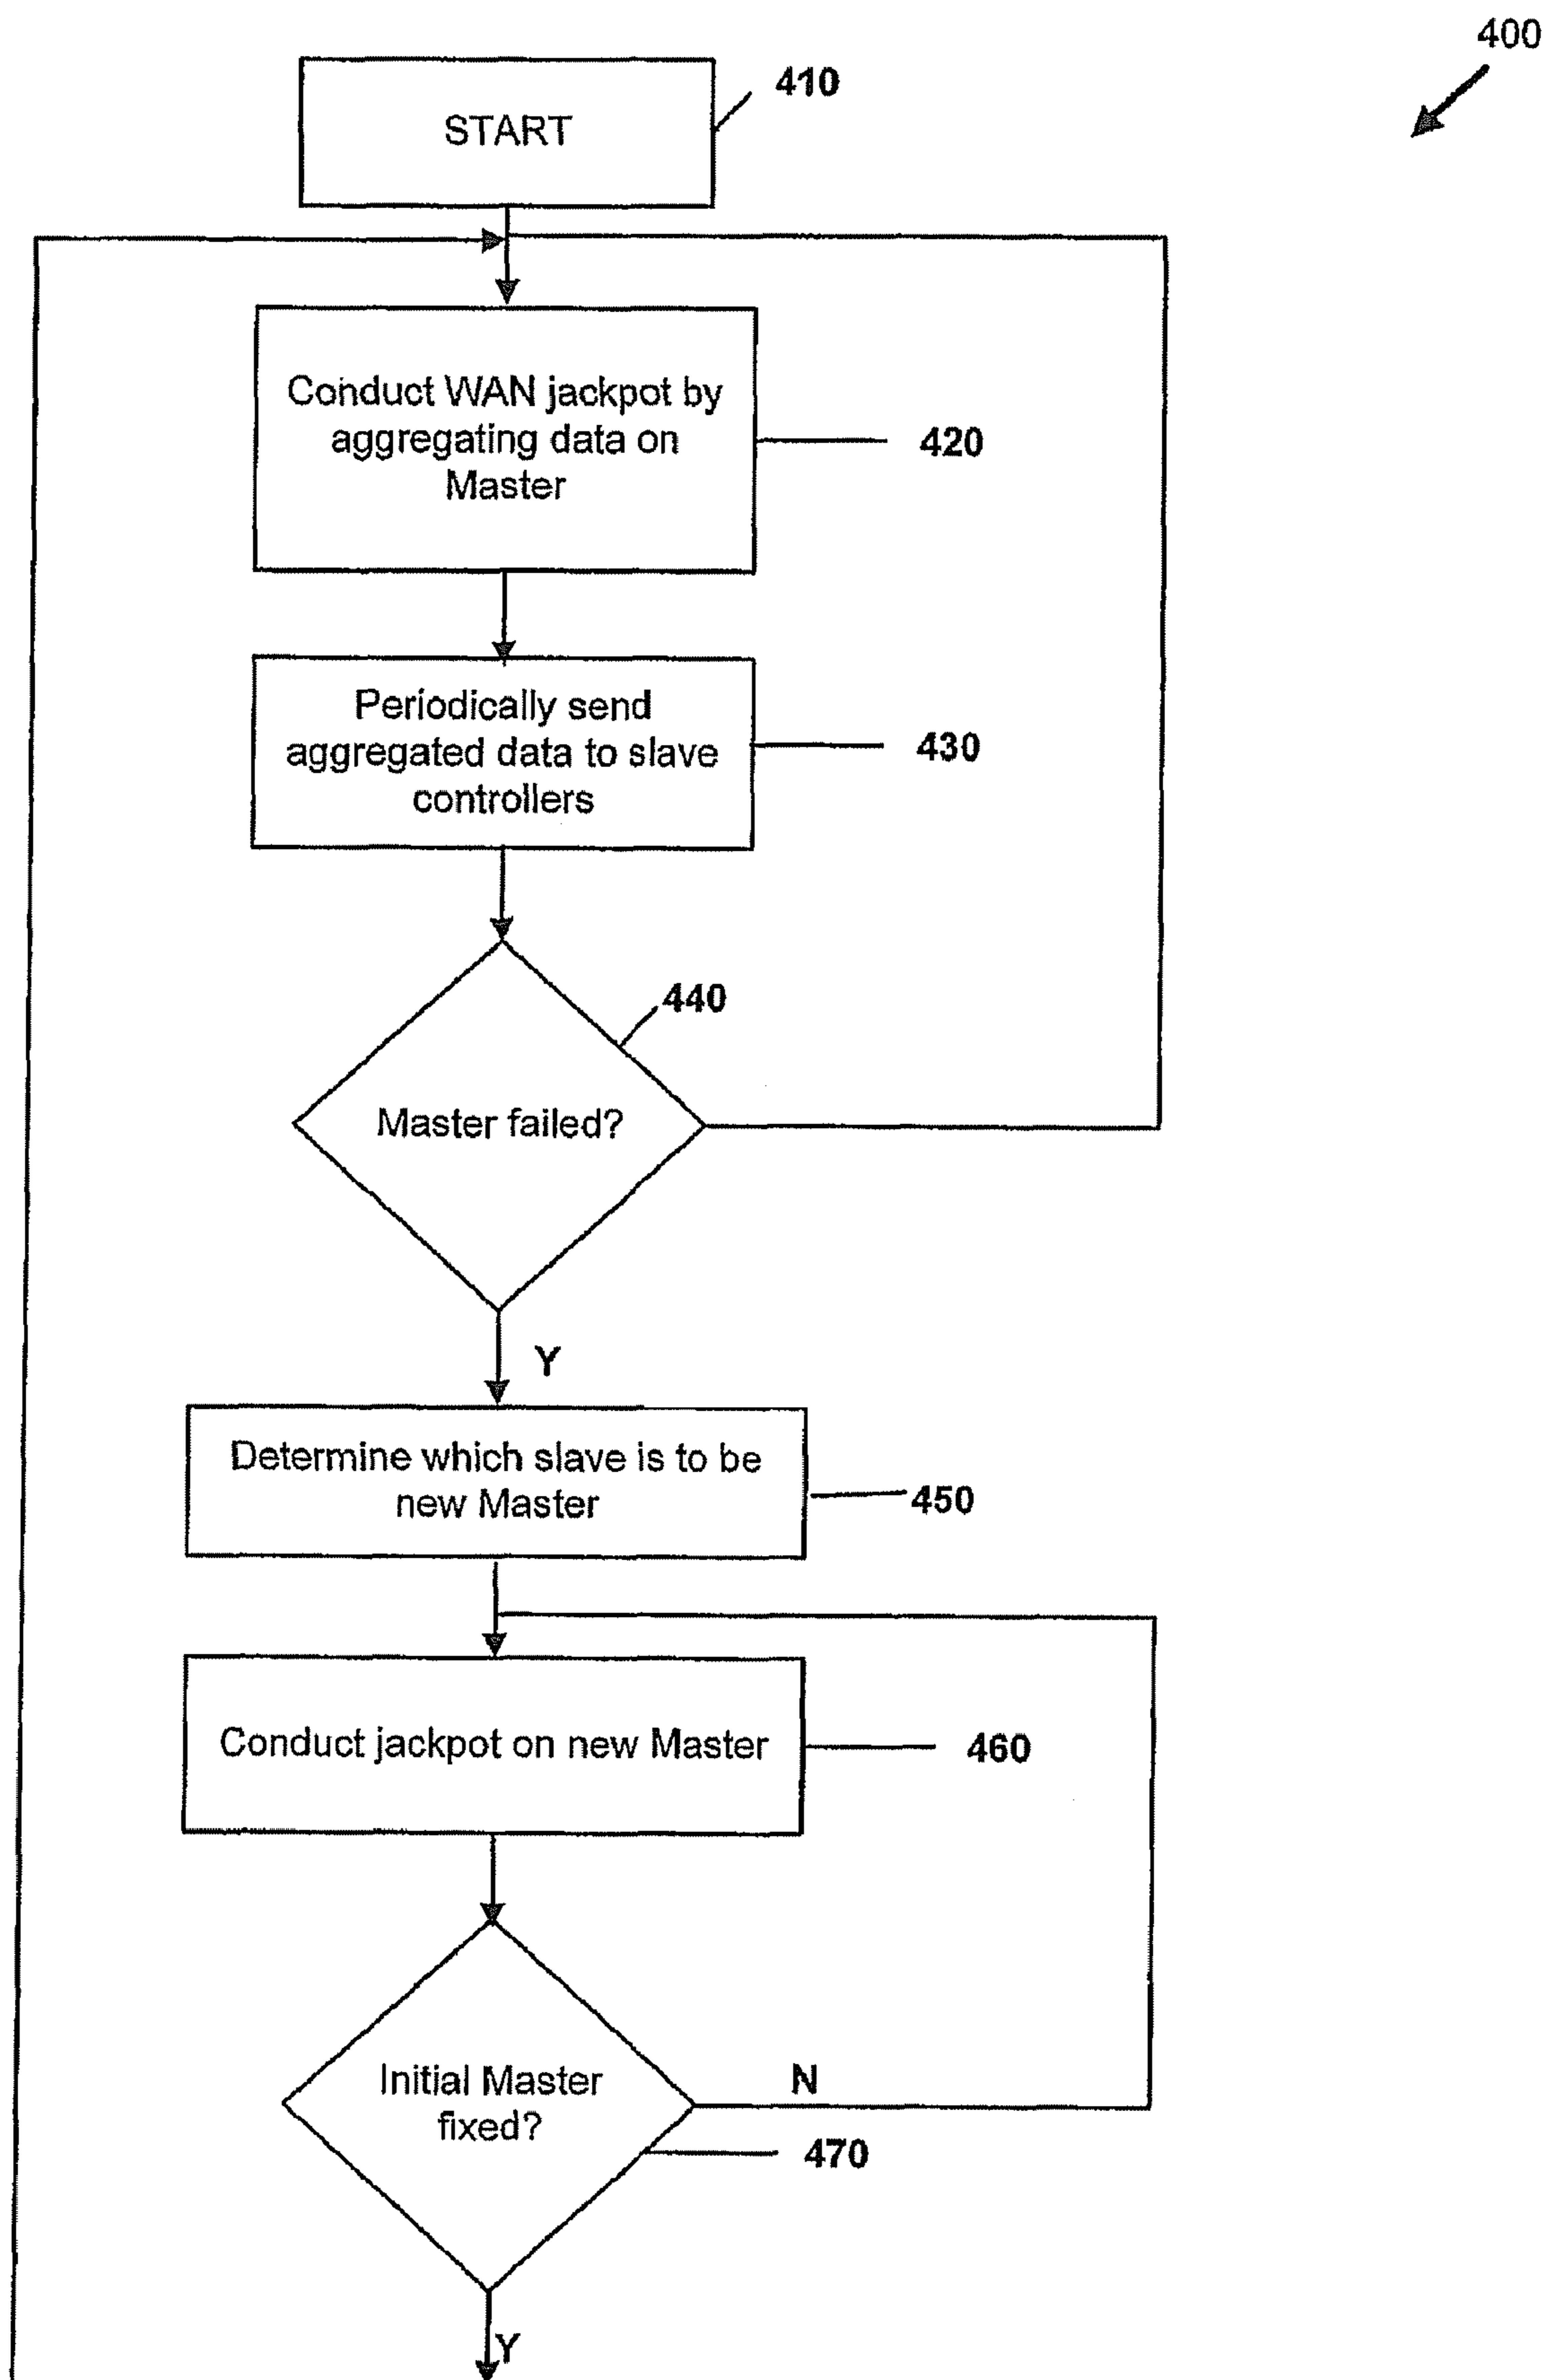 400
START
410
Conduct WAN jackpot by
aggregating data on
Master
420
Periodically send
aggregated data to slave
controllers
430
440
Master failed?
Y
Determine which slave is to be
new Master
450
Conduct jackpot on new Master
460
Initial Master
fixed?
N
470
Y